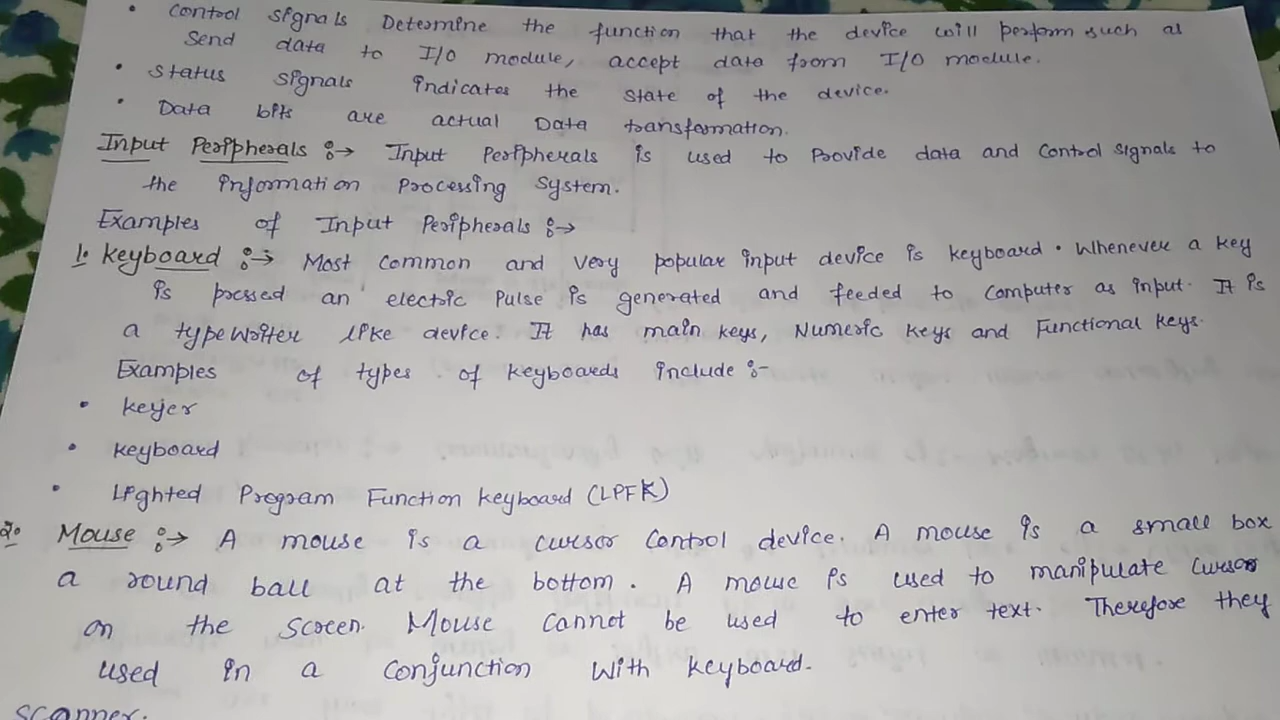 • Control signals Determine the function that the device will perform such as
Send data to I/O module, accept data from I/O module.
• Status signals indicates the state of the device.
• Data bits are actual Data transformation.
Input Peripherals :→ Input Peripherals is used to Provide data and Control signals to
the information Processing System.
Examples of Input Peripherals :→
1. Keyboard :→ Most Common and very popular input device is keyboard. Whenever a key
is pressed an electric Pulse is generated and feeded to Computer as input. It is
a typewriter like device. It has main keys, Numeric Keys and Functional Keys.
Examples of types of keyboards include :-
• keyer
• keyboard
• Lighted Program Function Keyboard (LPFK)
2. Mouse :→ A mouse is a cursor Control device. A mouse is a small box
a round ball at the bottom. A mouse is used to manipulate cursor
on the screen. Mouse Cannot be used to enter text. Therefore they
used in a Conjunction with keyboard.
Scanner.